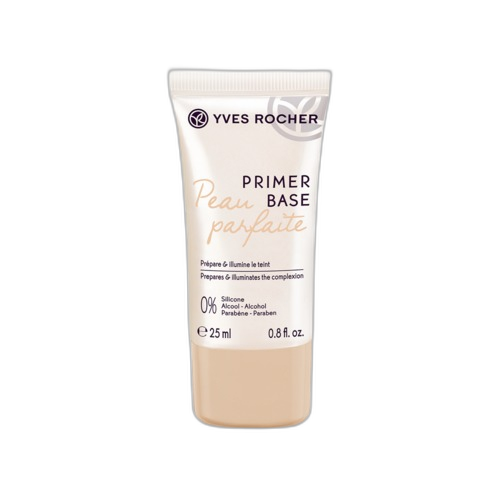 YVES ROCHER
PRIMER
Peau BASE
parfaite
Prépare & illumine le teint
Prepares & illuminates the complexion
0% Silicone
Alcool - Alcohol
Parabène - Paraben
℮ 25 ml 0.8 fl. oz.